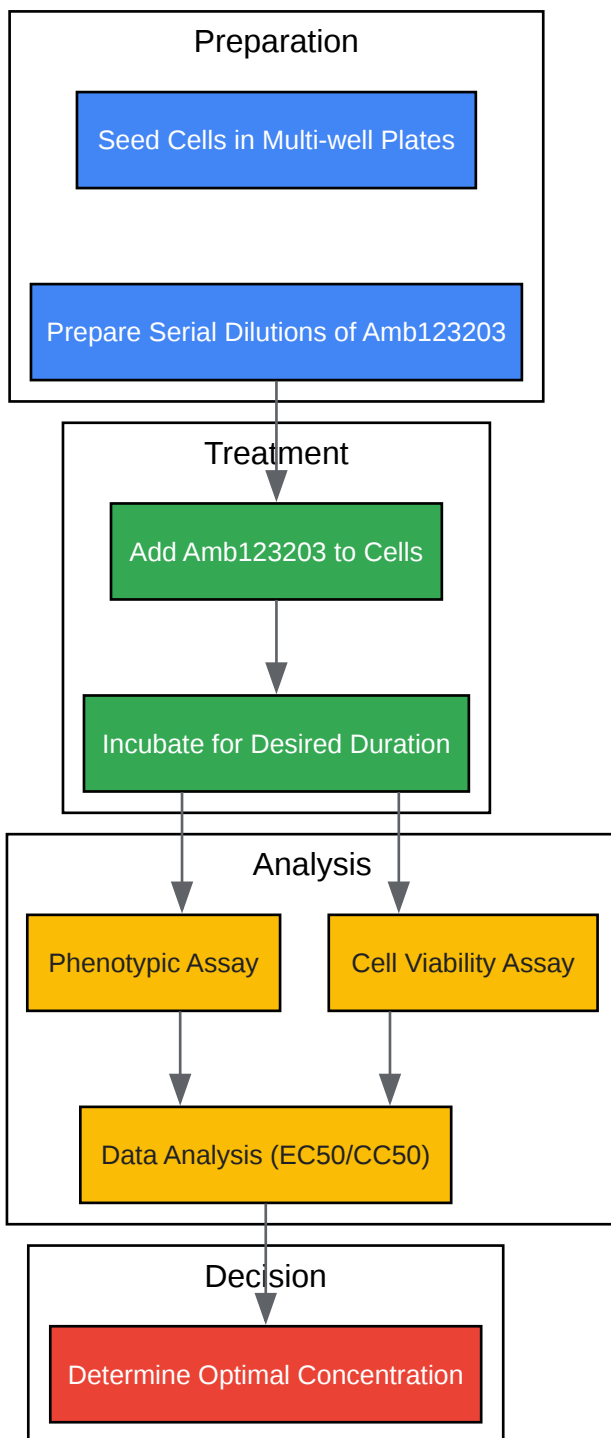 Preparation
Seed Cells in Multi-well Plates
Prepare Serial Dilutions of Amb123203
Treatment
Add Amb123203 to Cells
Incubate for Desired Duration
Analysis
Phenotypic Assay
Cell Viability Assay
Data Analysis (EC50/CC50)
Decision
Determine Optimal Concentration